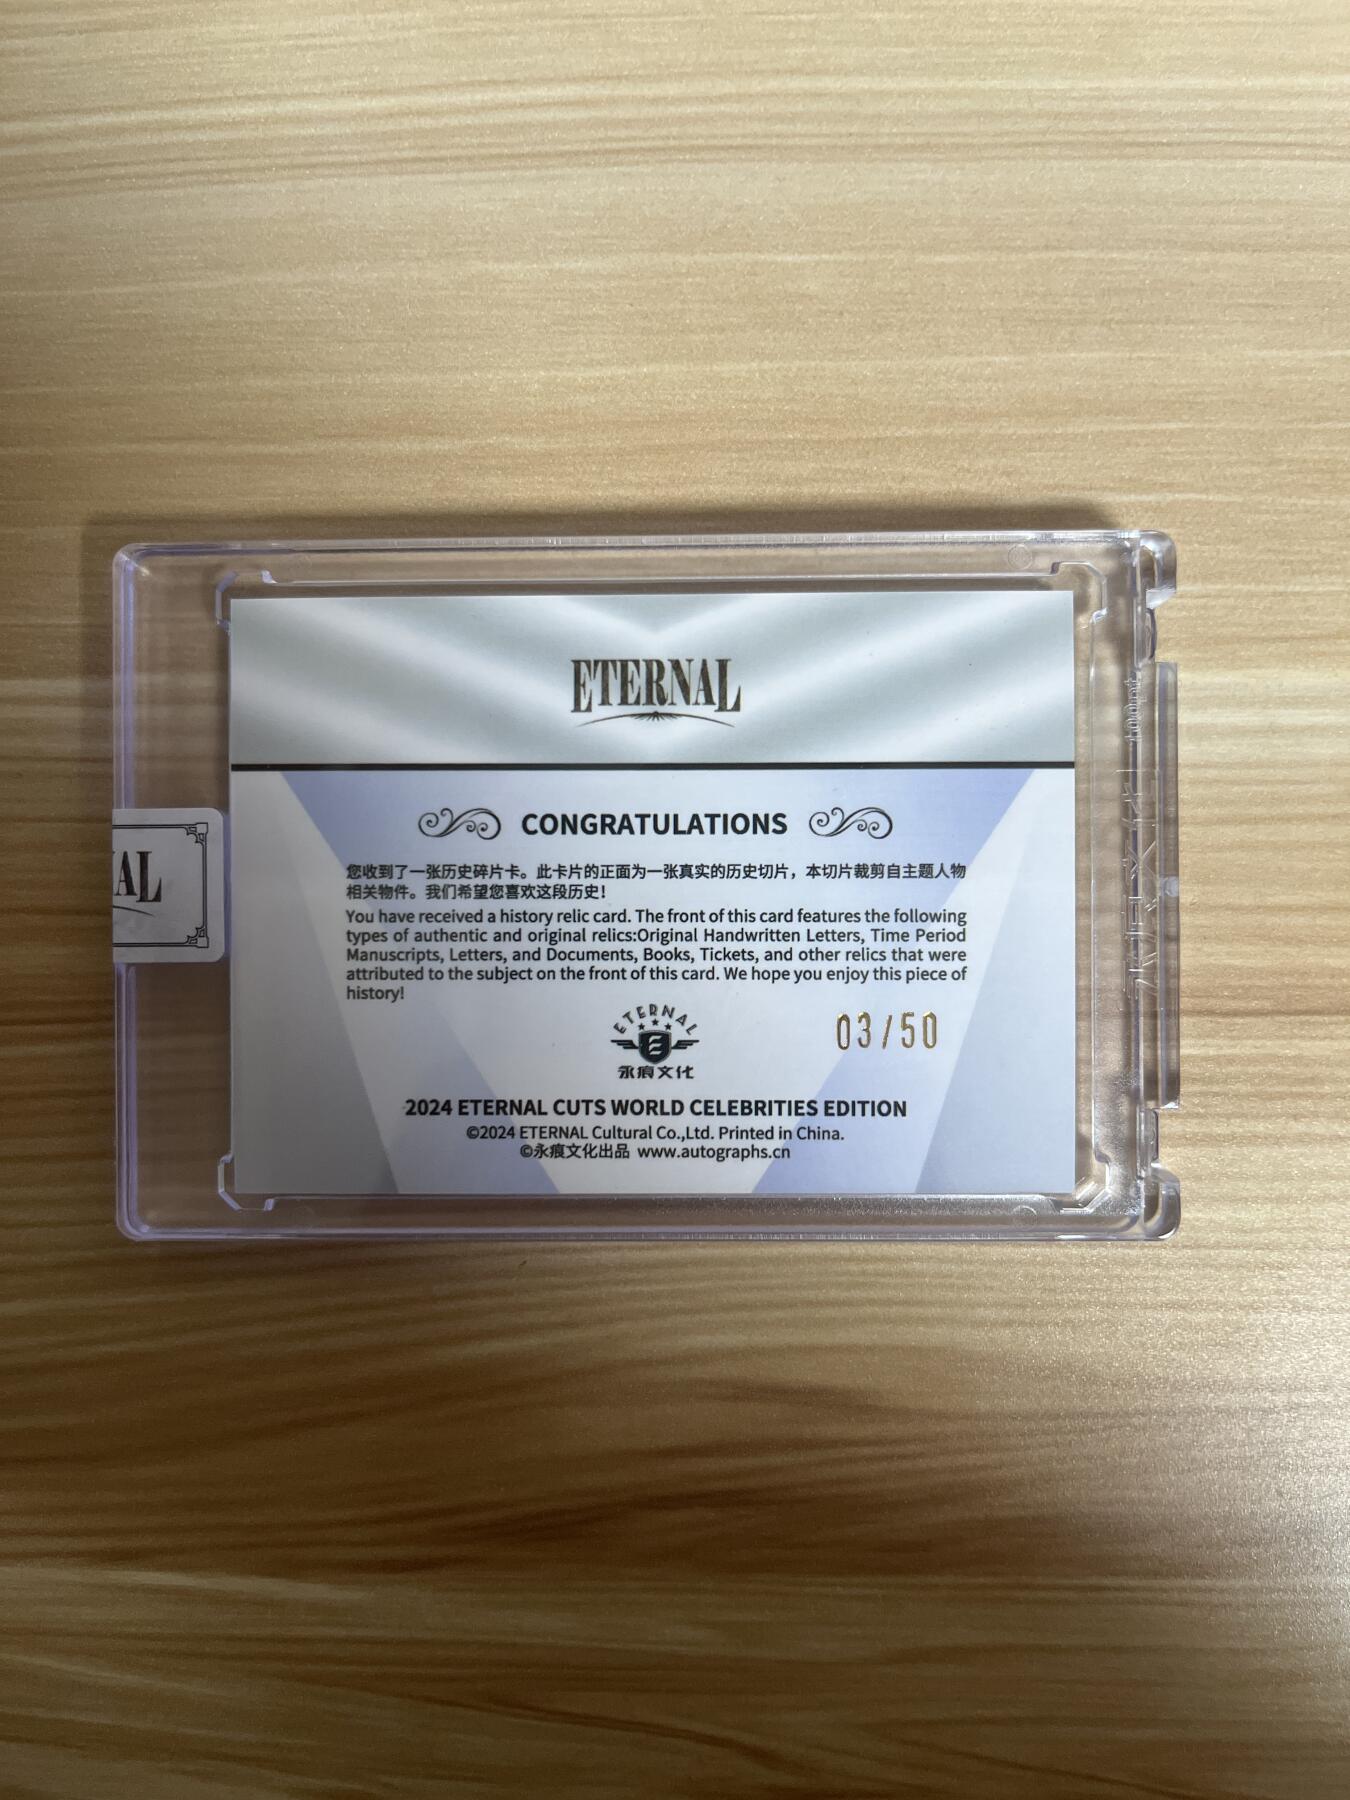 ETERNAL
CONGRATULATIONS
您收到了一张历史碎片卡。此卡片的正面为一张真实的历史切片，本切片裁剪自主题人物
相关物件。我们希望您喜欢这段历史！
You have received a history relic card. The front of this card features the following
types of authentic and original relics:Original Handwritten Letters, Time Period
Manuscripts, Letters, and Documents, Books, Tickets, and other relics that were
attributed to the subject on the front of this card. We hope you enjoy this piece of
history!
ETERNAL
永痕文化
03/50
2024 ETERNAL CUTS WORLD CELEBRITIES EDITION
©2024 ETERNAL Cultural Co.,Ltd. Printed in China.
©永痕文化出品 www.autographs.cn
AL